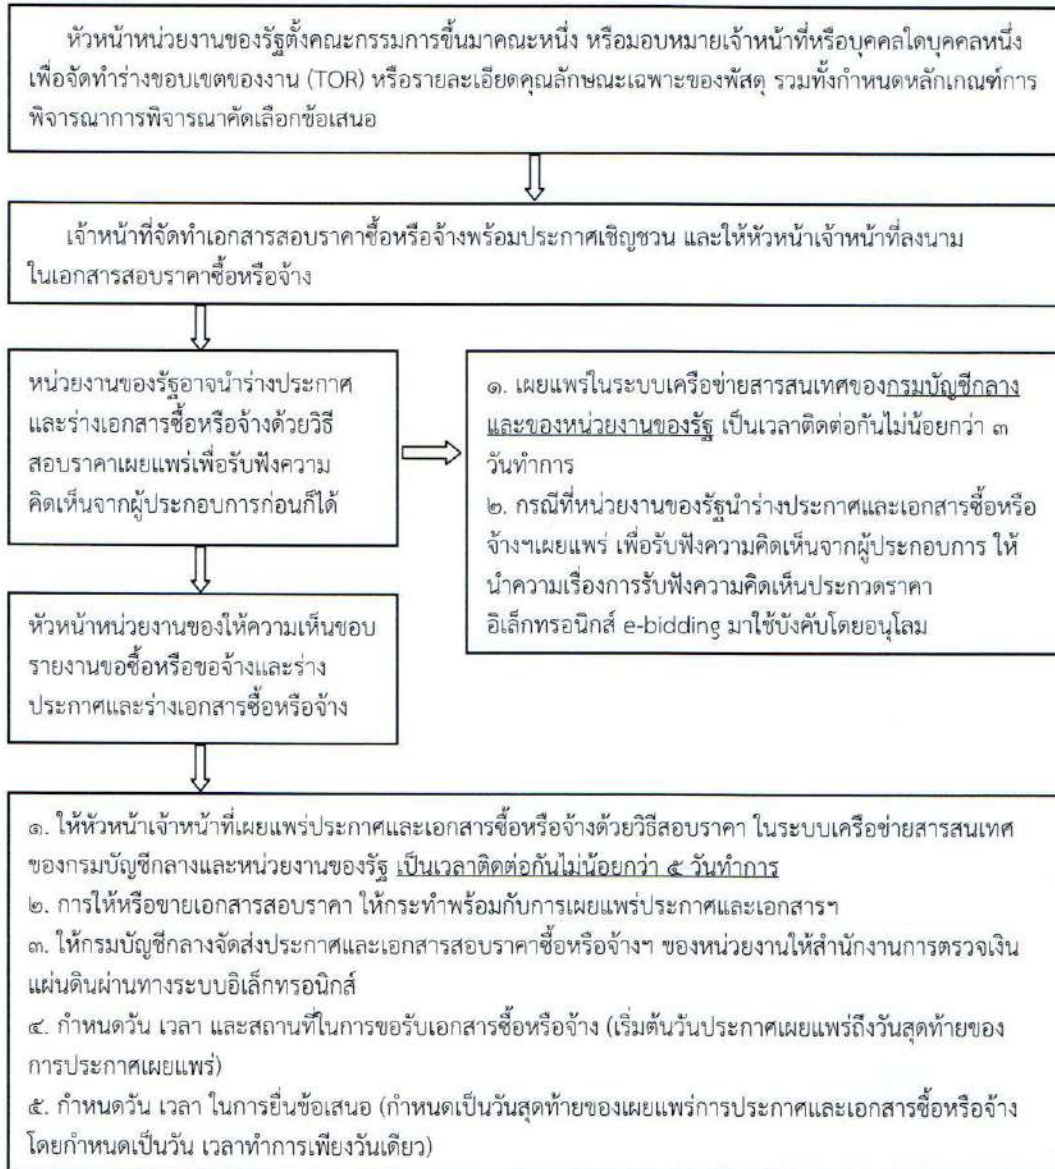 หัวหน้าหน่วยงานของรัฐตั้งคณะกรรมการขึ้นมาคณะหนึ่ง หรือมอบหมายเจ้าหน้าที่หรือบุคคลใดบุคคลหนึ่ง
เพื่อจัดทำร่างขอบเขตของงาน (TOR) หรือรายละเอียดคุณลักษณะเฉพาะของพัสดุ รวมทั้งกำหนดหลักเกณฑ์การ
พิจารณาการพิจารณาคัดเลือกข้อเสนอ
เจ้าหน้าที่จัดทำเอกสารสอบราคาซื้อหรือจ้างพร้อมประกาศเชิญชวน และให้หัวหน้าเจ้าหน้าที่ลงนาม
ในเอกสารสอบราคาซื้อหรือจ้าง
หน่วยงานของรัฐอาจนำร่างประกาศ
และร่างเอกสารซื้อหรือจ้างด้วยวิธี
สอบราคาเผยแพร่เพื่อรับฟังความ
คิดเห็นจากผู้ประกอบการก่อนก็ได้
๑. เผยแพร่ในระบบเครือข่ายสารสนเทศของกรมบัญชีกลาง
และของหน่วยงานของรัฐ เป็นเวลาติดต่อกันไม่น้อยกว่า ๓
วันทำการ
๒. กรณีที่หน่วยงานของรัฐนำร่างประกาศและเอกสารซื้อหรือ
จ้างฯเผยแพร่ เพื่อรับฟังความคิดเห็นจากผู้ประกอบการ ให้
นำความเรื่องการรับฟังความคิดเห็นประกวดราคา
อิเล็กทรอนิกส์ e-bidding มาใช้บังคับโดยอนุโลม
หัวหน้าหน่วยงานของให้ความเห็นขอบ
รายงานขอซื้อหรือขอจ้างและร่าง
ประกาศและร่างเอกสารซื้อหรือจ้าง
๑. ให้หัวหน้าเจ้าหน้าที่เผยแพร่ประกาศและเอกสารซื้อหรือจ้างด้วยวิธีสอบราคา ในระบบเครือข่ายสารสนเทศ
ของกรมบัญชีกลางและหน่วยงานของรัฐ เป็นเวลาติดต่อกันไม่น้อยกว่า ๕ วันทำการ
๒. การให้หรือขายเอกสารสอบราคา ให้กระทำพร้อมกับการเผยแพร่ประกาศและเอกสารฯ
๓. ให้กรมบัญชีกลางจัดส่งประกาศและเอกสารสอบราคาซื้อหรือจ้างฯ ของหน่วยงานให้สำนักงานการตรวจเงิน
แผ่นดินผ่านทางระบบอิเล็กทรอนิกส์
๔. กำหนดวัน เวลา และสถานที่ในการขอรับเอกสารซื้อหรือจ้าง (เริ่มต้นวันประกาศเผยแพร่ถึงวันสุดท้ายของ
การประกาศเผยแพร่)
๕. กำหนดวัน เวลา ในการยื่นข้อเสนอ (กำหนดเป็นวันสุดท้ายของเผยแพร่การประกาศและเอกสารซื้อหรือจ้าง
โดยกำหนดเป็นวัน เวลาทำการเพียงวันเดียว)